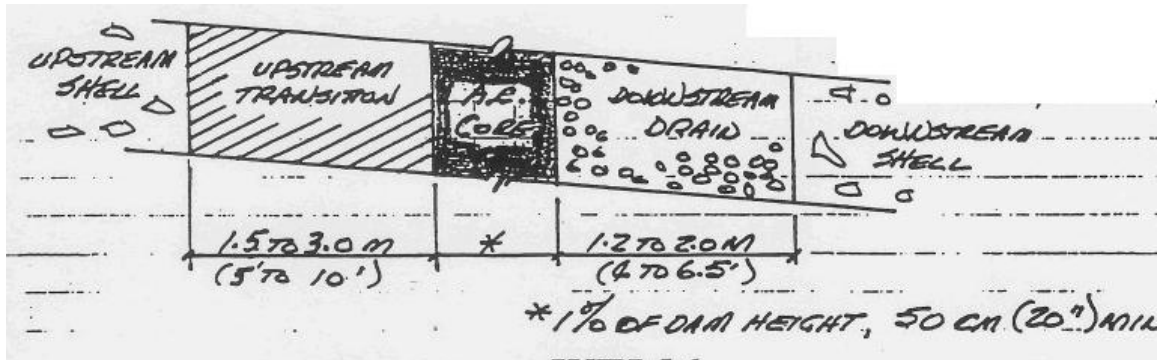 UPSTREAM
SHELL
UPSTREAM
TRANSITION
A.C.
CORE
DOWNSTREAM
DRAIN
DOWNSTREAM
SHELL
1.5 TO 3.0 M
(5' TO 10')
*
1.2 TO 2.0 M
(4 TO 6.5')
* 1% OF DAM HEIGHT, 50 CM (20") MIN